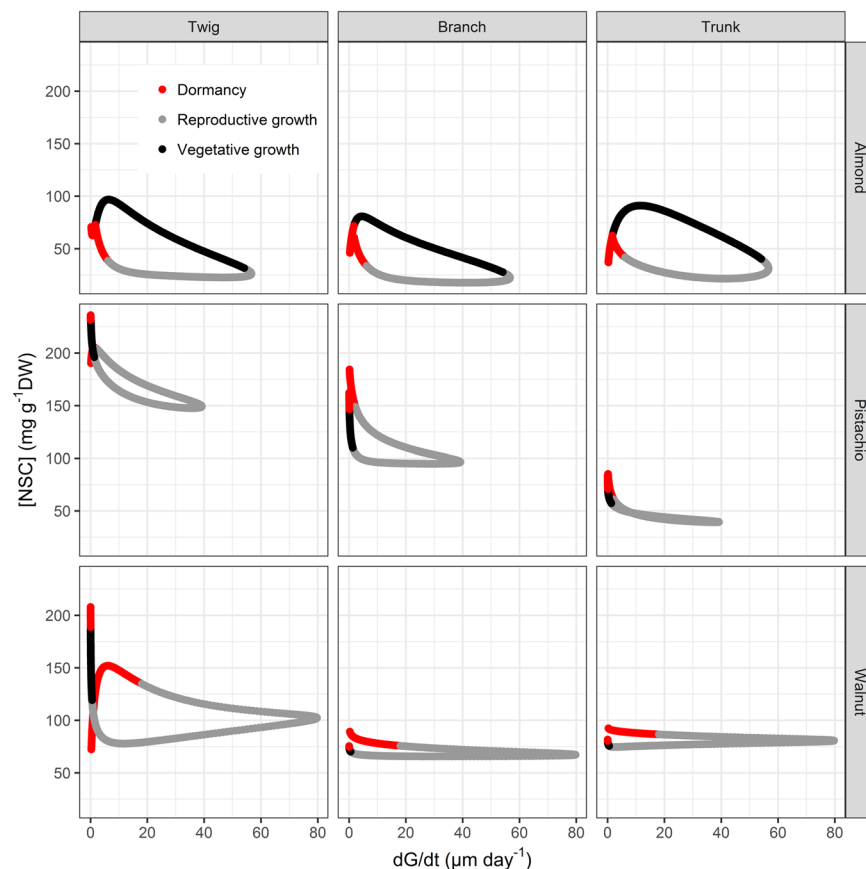 Twig Branch Trunk
Dormancy
Reproductive growth
Vegetative growth
200
150
100
50
Almond
[NSC] (mg g⁻¹DW)
200
150
100
50
Pistachio
200
150
100
50
Walnut
0 20 40 60 80 0 20 40 60 80 0 20 40 60 80
dG/dt (µm day⁻¹)